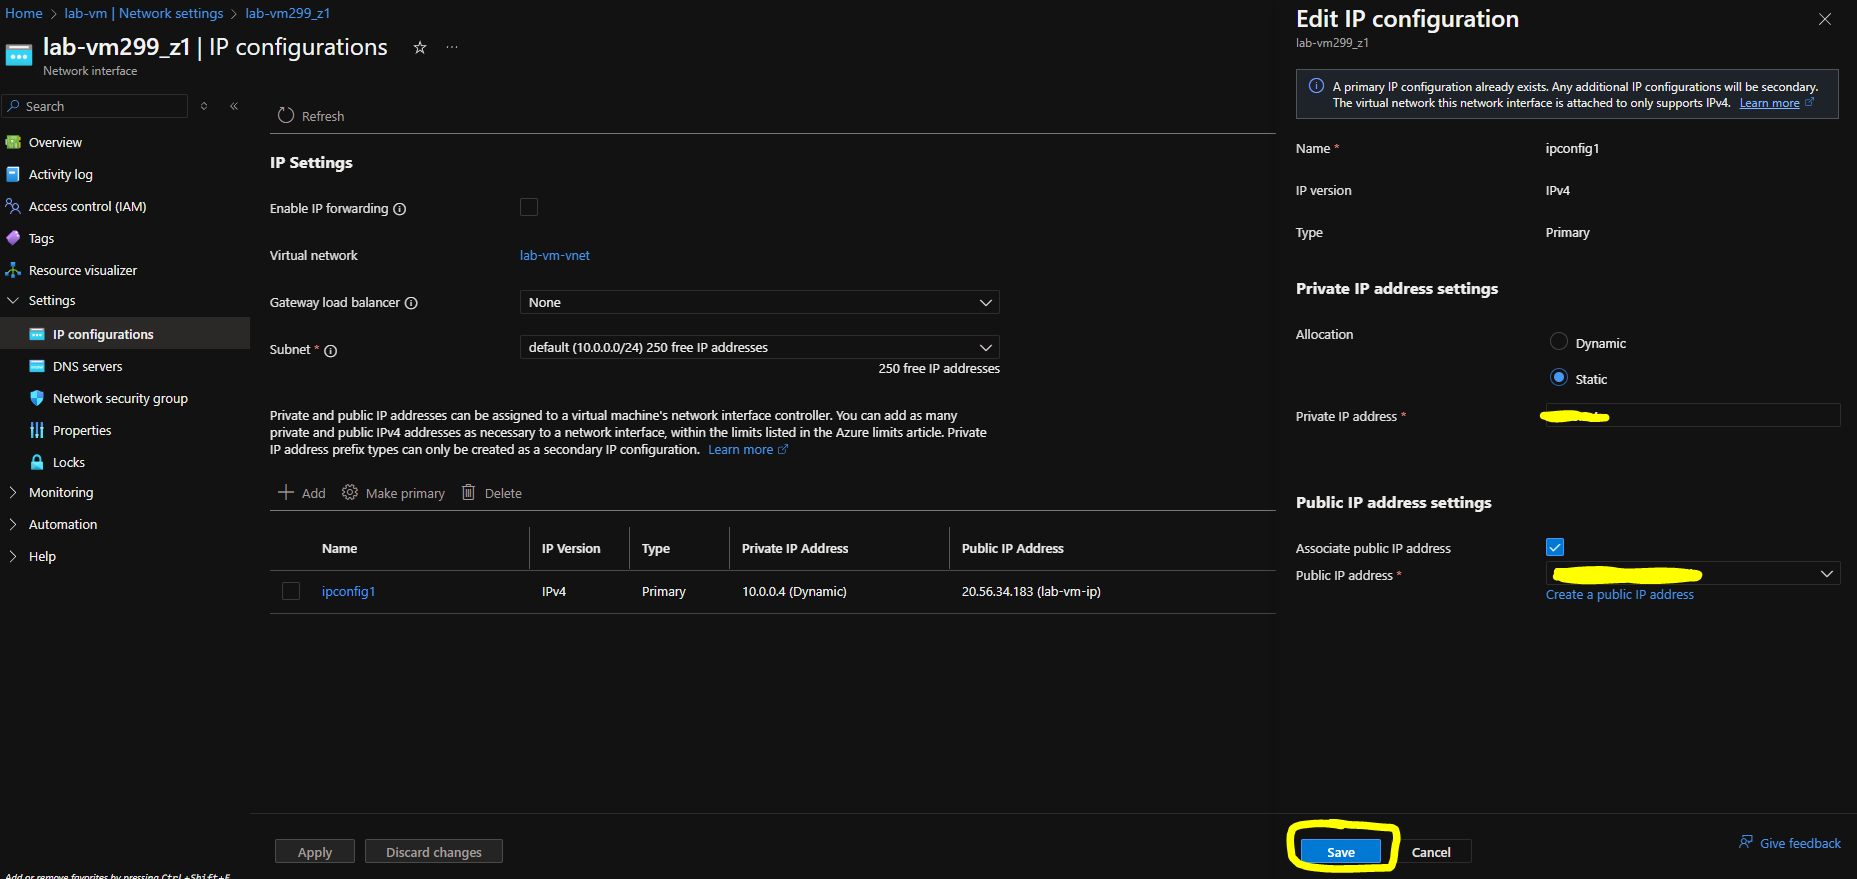 Home > lab-vm | Network settings > lab-vm299_z1
lab-vm299_z1 | IP configurations
Network interface
Search
Overview
Activity log
Access control (IAM)
Tags
Resource visualizer
Settings
IP configurations
DNS servers
Network security group
Properties
Locks
Monitoring
Automation
Help
Refresh
IP Settings
Enable IP forwarding
Virtual network
lab-vm-vnet
Gateway load balancer
None
Subnet *
default (10.0.0.0/24) 250 free IP addresses
250 free IP addresses
Private and public IP addresses can be assigned to a virtual machine's network interface controller. You can add as many
private and public IPv4 addresses as necessary to a network interface, within the limits listed in the Azure limits article. Private
IP address prefix types can only be created as a secondary IP configuration. Learn more
Add Make primary Delete
Name IP Version Type Private IP Address Public IP Address
ipconfig1 IPv4 Primary 10.0.0.4 (Dynamic) 20.56.34.183 (lab-vm-ip)
Apply Discard changes
Add or remove favorites by pressing Ctrl+Shift+F
Edit IP configuration
lab-vm299_z1
A primary IP configuration already exists. Any additional IP configurations will be secondary.
The virtual network this network interface is attached to only supports IPv4. Learn more
Name * ipconfig1
IP version IPv4
Type Primary
Private IP address settings
Allocation
Dynamic
Static
Private IP address *
Public IP address settings
Associate public IP address
Public IP address *
Create a public IP address
Save Cancel
Give feedback